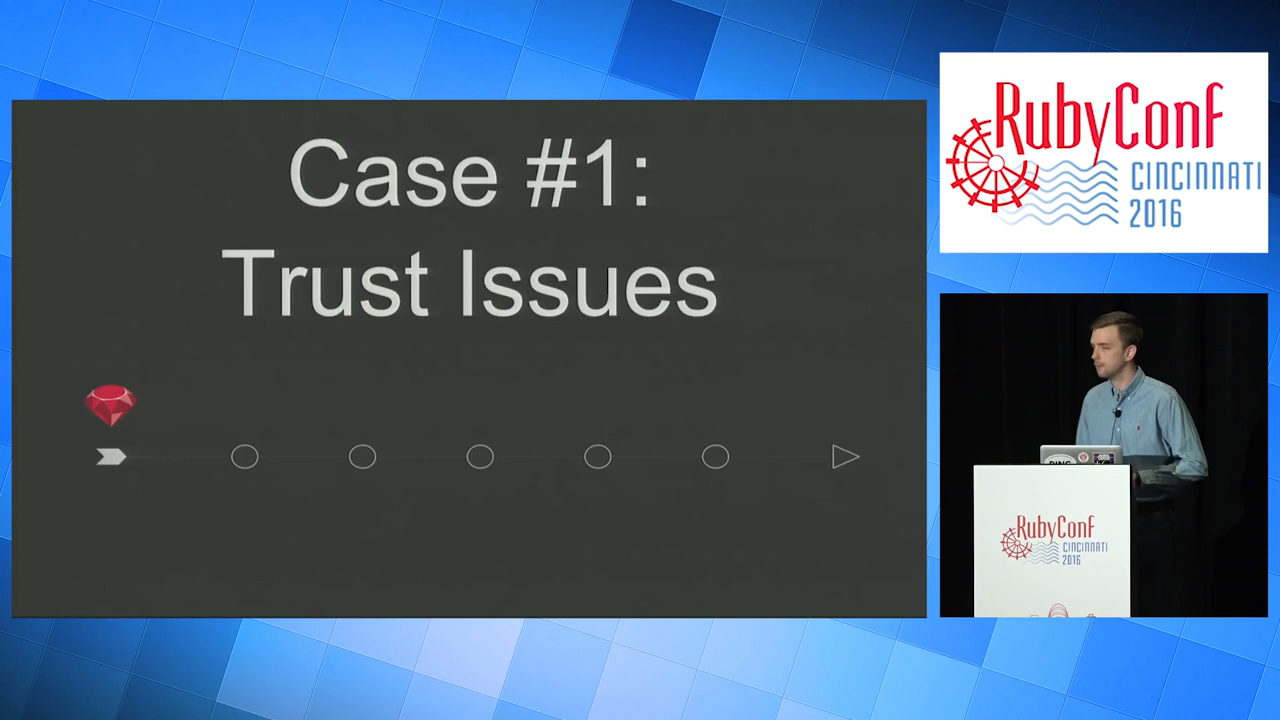 Case #1:
Trust Issues
RubyConf
CINCINNATI
2016
RubyConf
CINCINNATI
2016